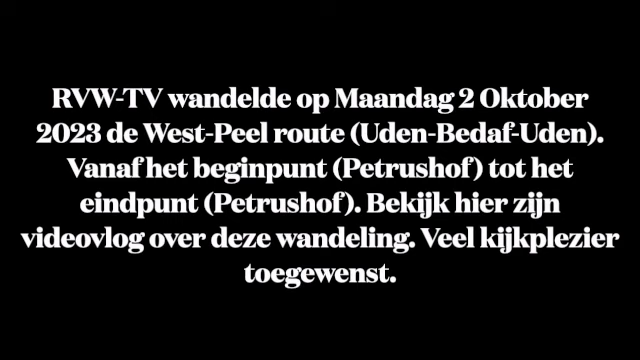 RVW-TV wandelde op Maandag 2 Oktober
2023 de West-Peel route (Uden-Bedaf-Uden).
Vanaf het beginpunt (Petrushof) tot het
eindpunt (Petrushof). Bekijk hier zijn
videovlog over deze wandeling. Veel kijkplezier
toegewenst.